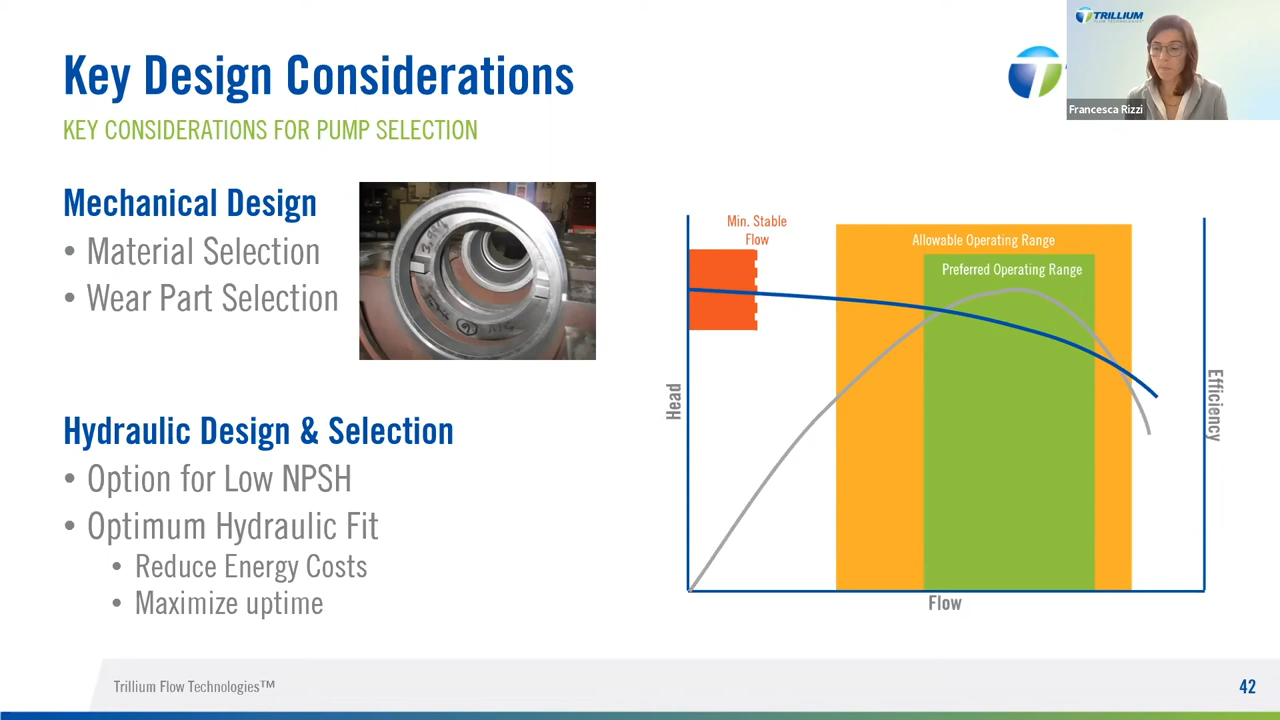 Key Design Considerations
KEY CONSIDERATIONS FOR PUMP SELECTION
TRILLIUM
FLOW TECHNOLOGIES
Francesca Rizzi
Mechanical Design
• Material Selection
• Wear Part Selection
Hydraulic Design & Selection
• Option for Low NPSH
• Optimum Hydraulic Fit
• Reduce Energy Costs
• Maximize uptime
Min. Stable
Flow
Allowable Operating Range
Preferred Operating Range
Head
Efficiency
Flow
Trillium Flow Technologies™
42